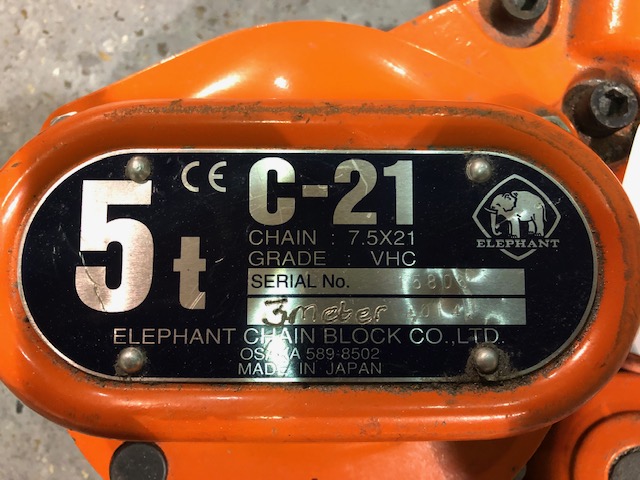 5t
CE
C-21
CHAIN : 7.5X21
GRADE : VHC
ELEPHANT
SERIAL No.
3meter
ELEPHANT CHAIN BLOCK CO.,LTD.
OSAKA 589-8502
MADE IN JAPAN